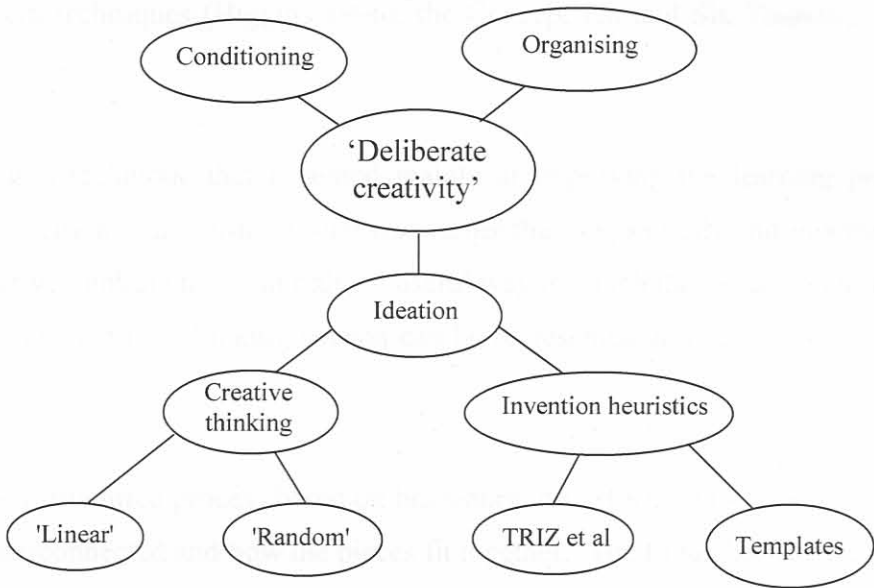 Conditioning
Organising
‘Deliberate
creativity’
Ideation
Creative
thinking
Invention heuristics
'Linear'
'Random'
TRIZ et al
Templates